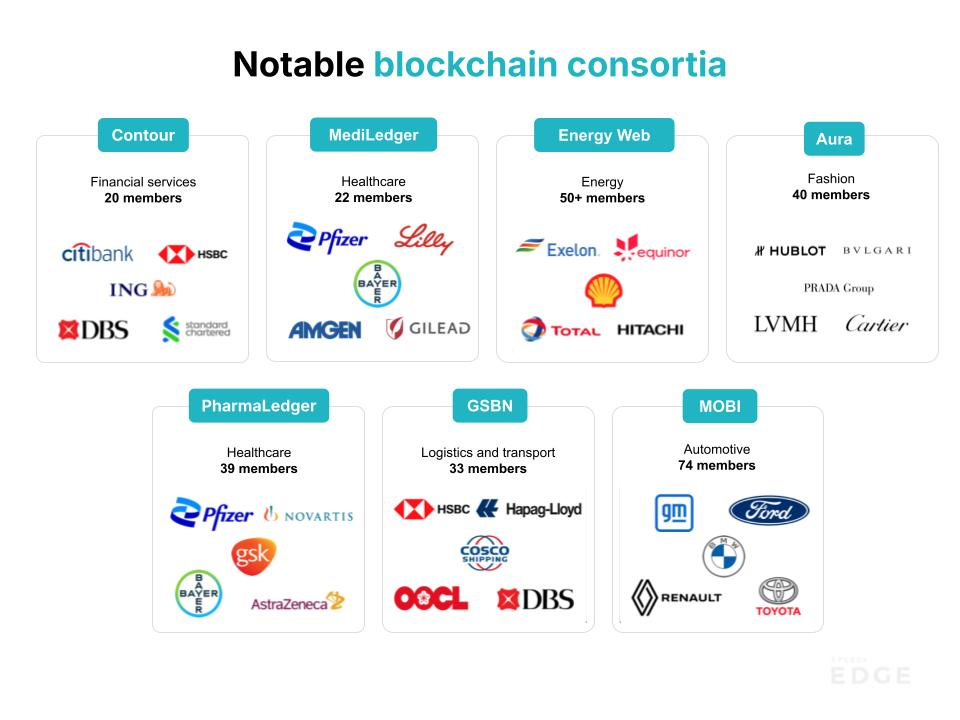 Notable blockchain consortia
Contour
Financial services
20 members
citibank
HSBC
ING
DBS
standard
chartered
MediLedger
Healthcare
22 members
Pfizer
Lilly
BAYER
BAYER
AMGEN
GILEAD
Energy Web
Energy
50+ members
Exelon
equinor
TOTAL
HITACHI
Aura
Fashion
40 members
HUBLOT
BVLGARI
PRADA Group
LVMH
Cartier
PharmaLedger
Healthcare
39 members
Pfizer
NOVARTIS
gsk
BAYER
BAYER
AstraZeneca
GSBN
Logistics and transport
33 members
HSBC
Hapag-Lloyd
COSCO
SHIPPING
OOCL
DBS
MOBI
Automotive
74 members
gm
Ford
BMW
RENAULT
TOYOTA
EDGE